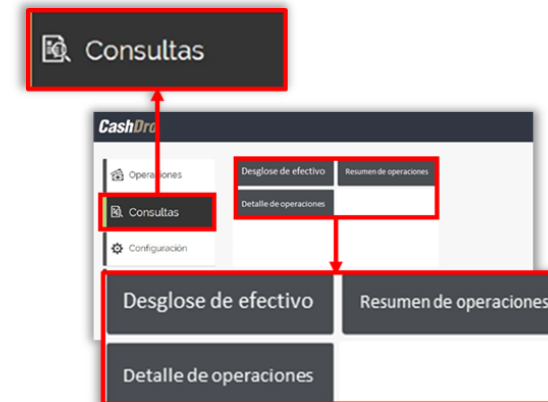 Consultas
CashDro
Operaciones
Consultas
Configuración
Desglose de efectivo
Resumen de operaciones
Detalle de operaciones
Desglose de efectivo
Resumen de operaciones
Detalle de operaciones